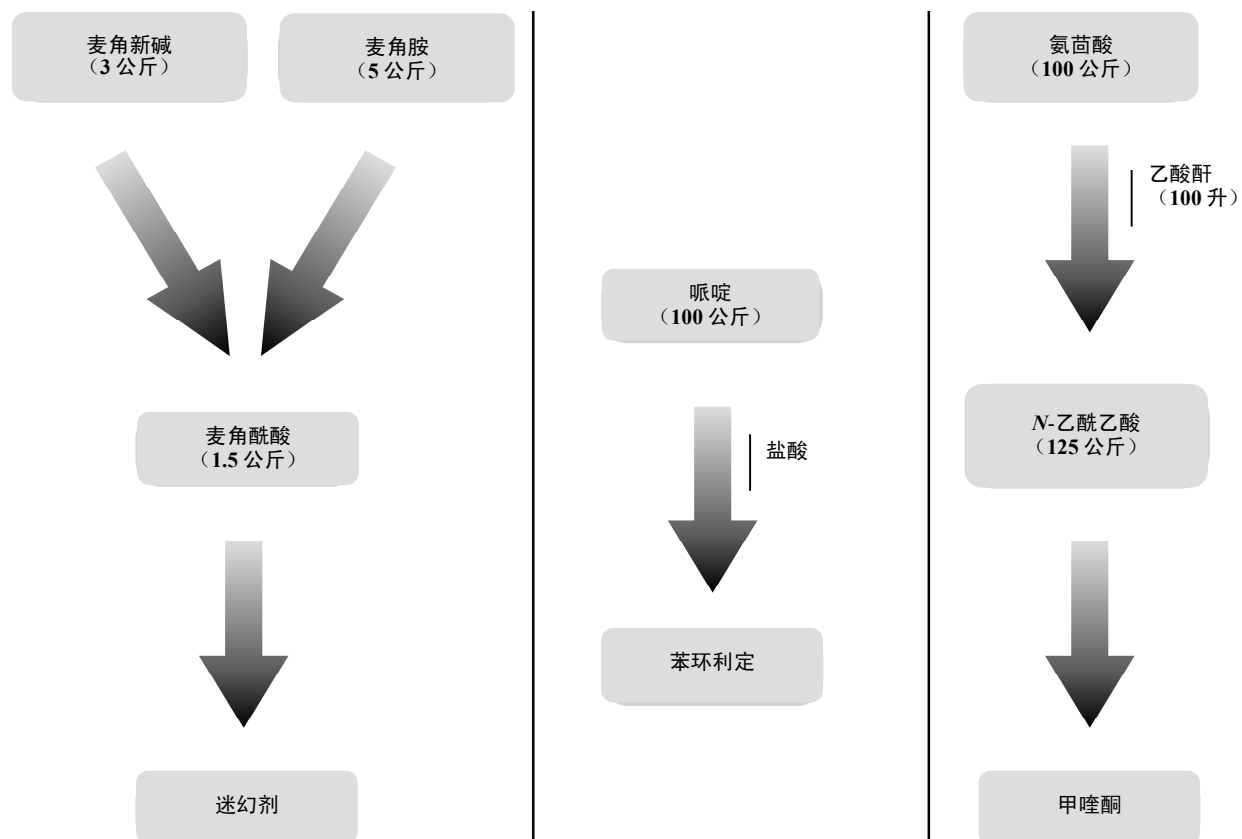 麦角新碱
（3 公斤）
麦角胺
（5 公斤）
麦角酰酸
（1.5 公斤）
迷幻剂
哌啶
（100 公斤）
盐酸
苯环利定
氨茴酸
（100 公斤）
乙酸酐
（100 升）
N-乙酰乙酸
（125 公斤）
甲喹酮